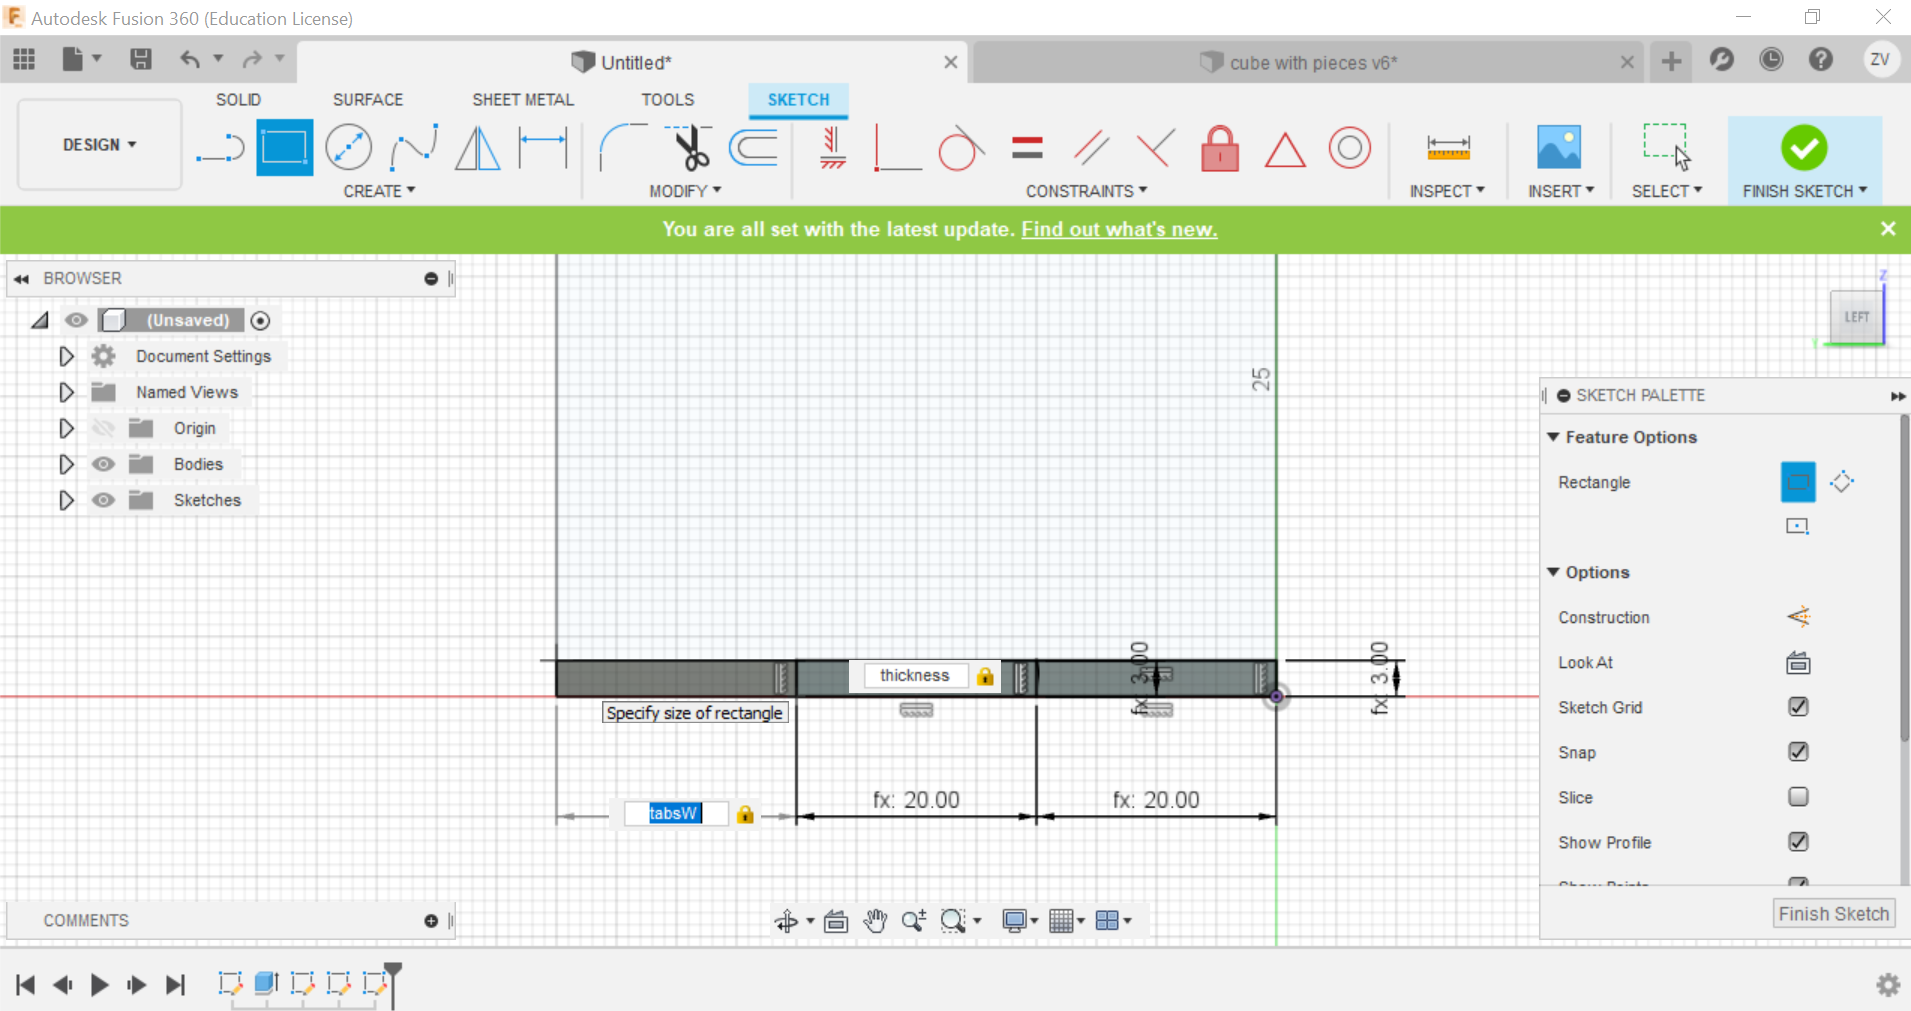 Autodesk Fusion 360 (Education License)
Untitled*
cube with pieces v6*
ZV
SOLID
SURFACE
SHEET METAL
TOOLS
SKETCH
DESIGN
CREATE
MODIFY
CONSTRAINTS
INSPECT
INSERT
SELECT
FINISH SKETCH
You are all set with the latest update. Find out what's new.
BROWSER
(Unsaved)
Document Settings
Named Views
Origin
Bodies
Sketches
Z
LEFT
Y
25
SKETCH PALETTE
Feature Options
Rectangle
Options
Construction
Look At
Sketch Grid
Snap
Slice
Show Profile
Show Points
Finish Sketch
thickness
fx: 3.00
fx: 3.00
Specify size of rectangle
tabsW
fx: 20.00
fx: 20.00
COMMENTS